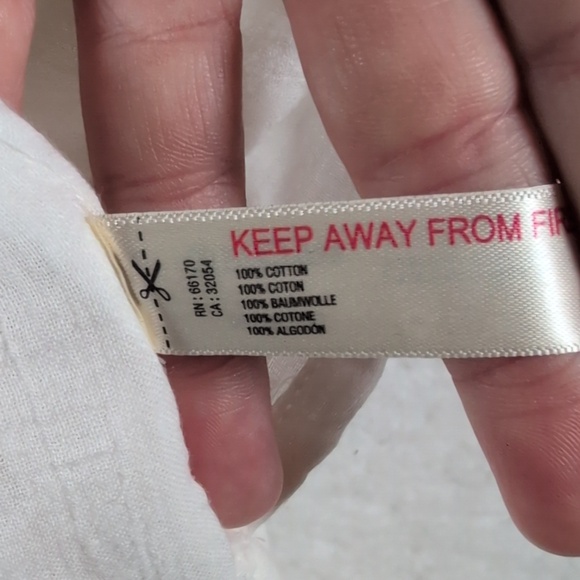 KEEP AWAY FROM FIR
100% COTTON
100% COTON
100% BAUMWOLLE
100% COTONE
100% ALGODÓN
RN: 66170
CA: 32054